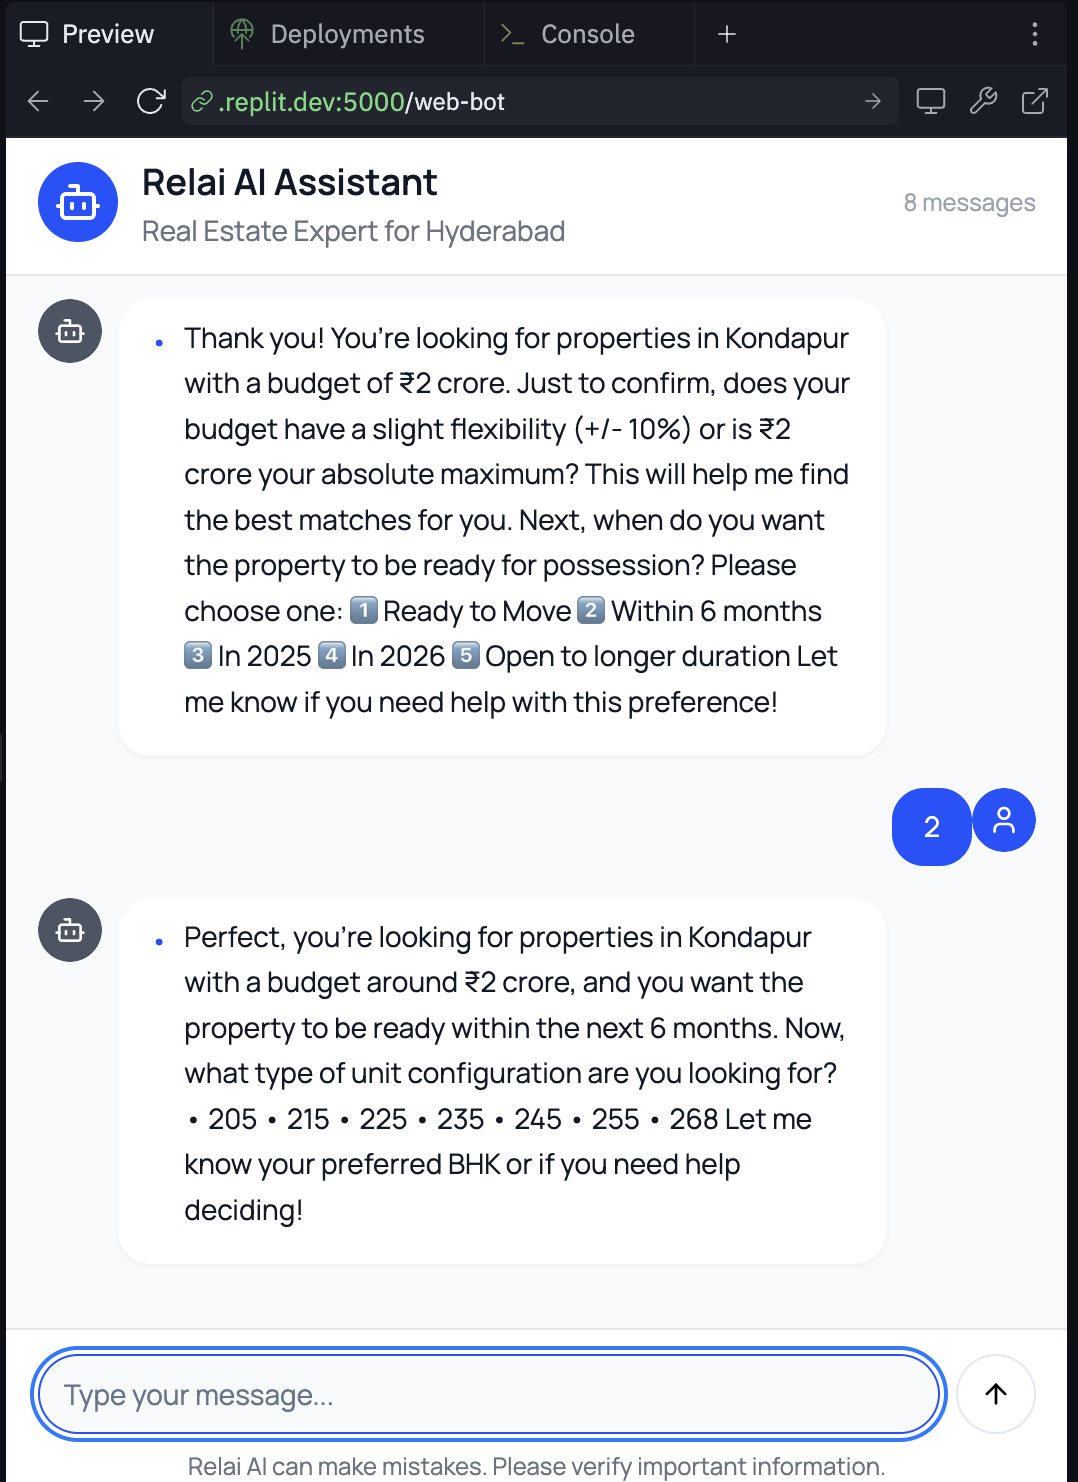 Preview
Deployments
Console
.replit.dev:5000/web-bot
Relai AI Assistant
Real Estate Expert for Hyderabad
8 messages
• Thank you! You’re looking for properties in Kondapur
with a budget of ₹2 crore. Just to confirm, does your
budget have a slight flexibility (+/- 10%) or is ₹2
crore your absolute maximum? This will help me find
the best matches for you. Next, when do you want
the property to be ready for possession? Please
choose one: 1️⃣ Ready to Move 2️⃣ Within 6 months
3️⃣ In 2025 4️⃣ In 2026 5️⃣ Open to longer duration Let
me know if you need help with this preference!
2
• Perfect, you’re looking for properties in Kondapur
with a budget around ₹2 crore, and you want the
property to be ready within the next 6 months. Now,
what type of unit configuration are you looking for?
• 205 • 215 • 225 • 235 • 245 • 255 • 268 Let me
know your preferred BHK or if you need help
deciding!
Type your message...
Relai AI can make mistakes. Please verify important information.